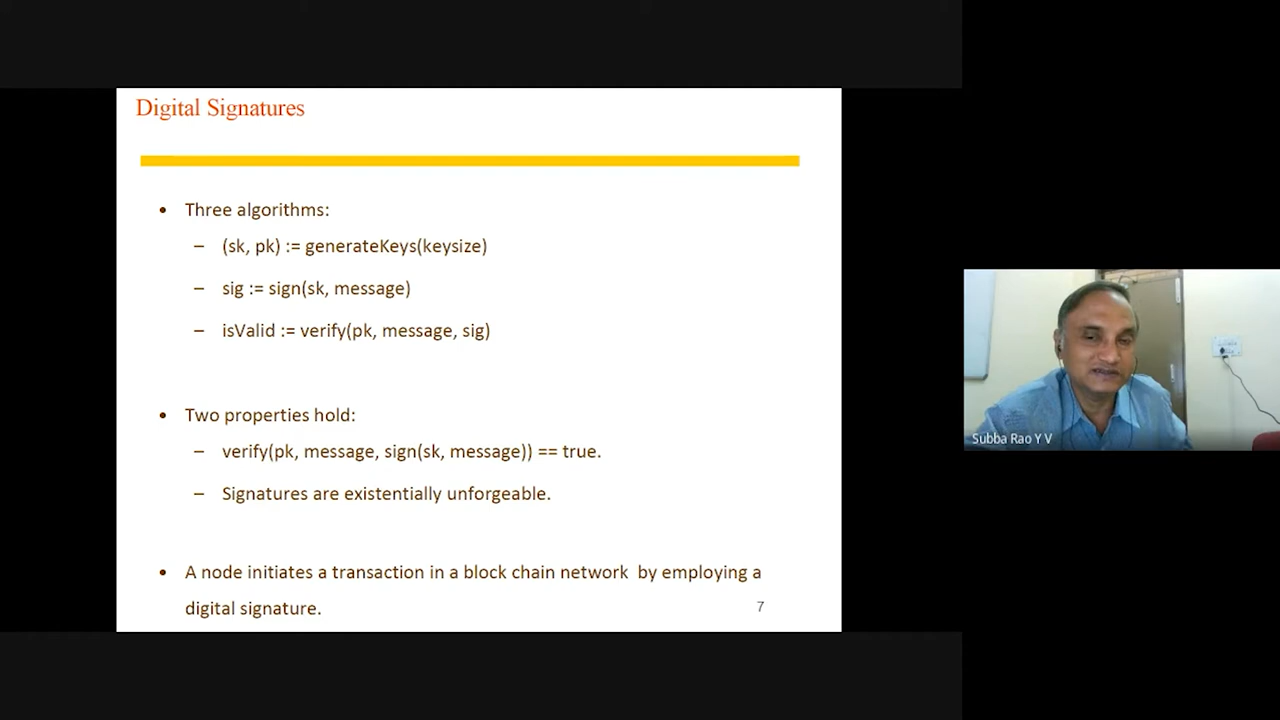 Digital Signatures
• Three algorithms:
– (sk, pk) := generateKeys(keysize)
– sig := sign(sk, message)
– isValid := verify(pk, message, sig)
• Two properties hold:
– verify(pk, message, sign(sk, message)) == true.
– Signatures are existentially unforgeable.
• A node initiates a transaction in a block chain network by employing a
digital signature.
7
Subba Rao Y V